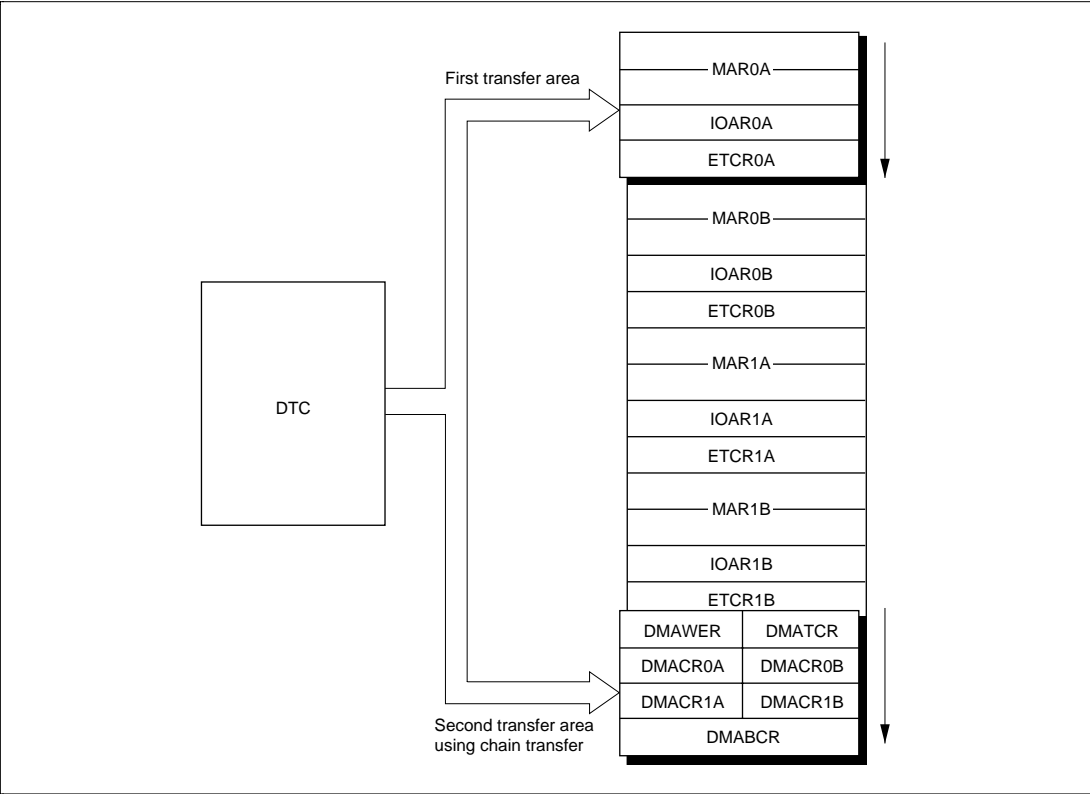 First transfer area
MAR0A
IOAR0A
ETCR0A
MAR0B
IOAR0B
ETCR0B
MAR1A
DTC
IOAR1A
ETCR1A
MAR1B
IOAR1B
ETCR1B
DMAWER DMATCR
DMACR0A DMACR0B
DMACR1A DMACR1B
Second transfer area
using chain transfer
DMABCR